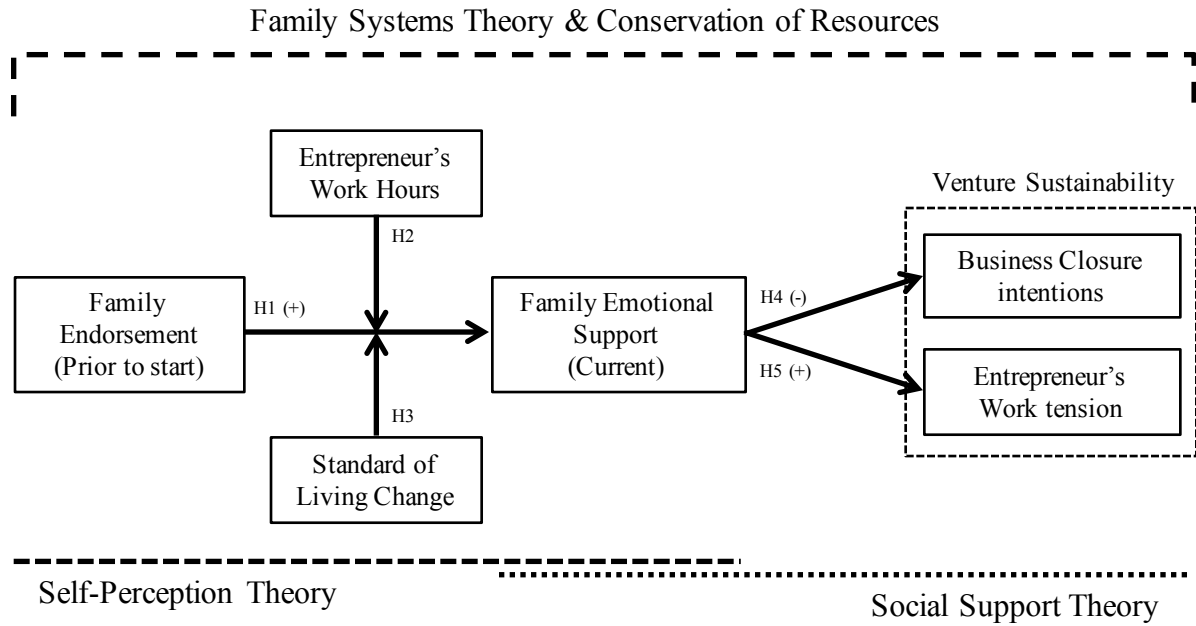 Family Systems Theory & Conservation of Resources
Entrepreneur's
Work Hours
Venture Sustainability
H2
Business Closure
intentions
Family
Endorsement
(Prior to start)
H1 (+)
Family Emotional
Support
(Current)
H4 (-)
H5 (+)
Entrepreneur's
Work tension
H3
Standard of
Living Change
Self-Perception Theory
Social Support Theory